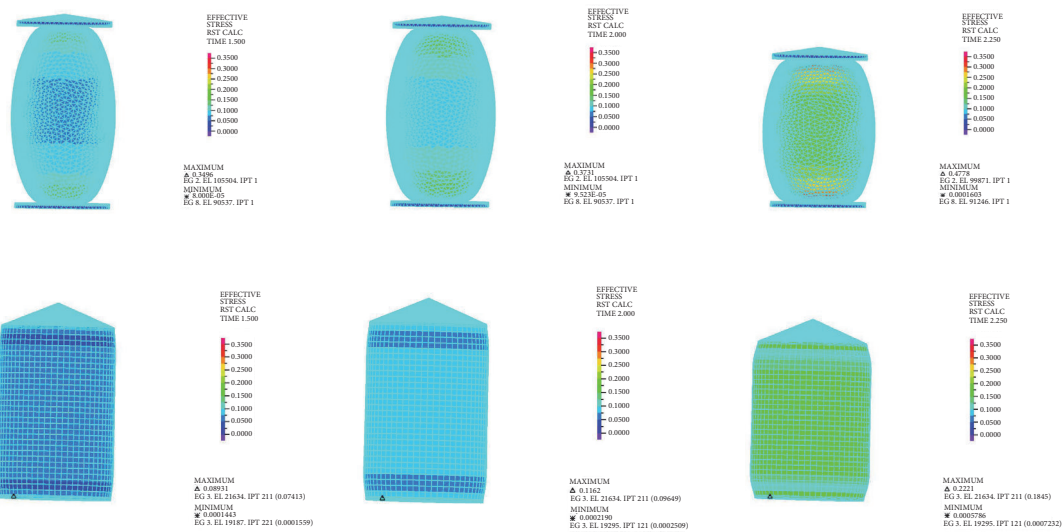 EFFECTIVE
STRESS
RST CALC
TIME 1.500
0.3500
0.3000
0.2500
0.2000
0.1500
0.1000
0.0500
0.0000
MAXIMUM
0.3496
EG 2. EL 105504. IPT 1
MINIMUM
8.000E-05
EG 8. EL 90537. IPT 1
EFFECTIVE
STRESS
RST CALC
TIME 2.000
0.3500
0.3000
0.2500
0.2000
0.1500
0.1000
0.0500
0.0000
MAXIMUM
0.3731
EG 2. EL 105504. IPT 1
MINIMUM
9.523E-05
EG 8. EL 90537. IPT 1
EFFECTIVE
STRESS
RST CALC
TIME 2.250
0.3500
0.3000
0.2500
0.2000
0.1500
0.1000
0.0500
0.0000
MAXIMUM
0.4778
EG 2. EL 99871. IPT 1
MINIMUM
0.0001603
EG 8. EL 91246. IPT 1
EFFECTIVE
STRESS
RST CALC
TIME 1.500
0.3500
0.3000
0.2500
0.2000
0.1500
0.1000
0.0500
0.0000
MAXIMUM
0.08931
EG 3. EL 21634. IPT 211 (0.07413)
MINIMUM
0.0001443
EG 3. EL 19187. IPT 221 (0.0001559)
EFFECTIVE
STRESS
RST CALC
TIME 2.000
0.3500
0.3000
0.2500
0.2000
0.1500
0.1000
0.0500
0.0000
MAXIMUM
0.1162
EG 3. EL 21634. IPT 211 (0.09649)
MINIMUM
0.0002190
EG 3. EL 19295. IPT 121 (0.0002509)
EFFECTIVE
STRESS
RST CALC
TIME 2.250
0.3500
0.3000
0.2500
0.2000
0.1500
0.1000
0.0500
0.0000
MAXIMUM
0.2221
EG 3. EL 21634. IPT 211 (0.1845)
MINIMUM
0.0005786
EG 3. EL 19295. IPT 121 (0.0007232)